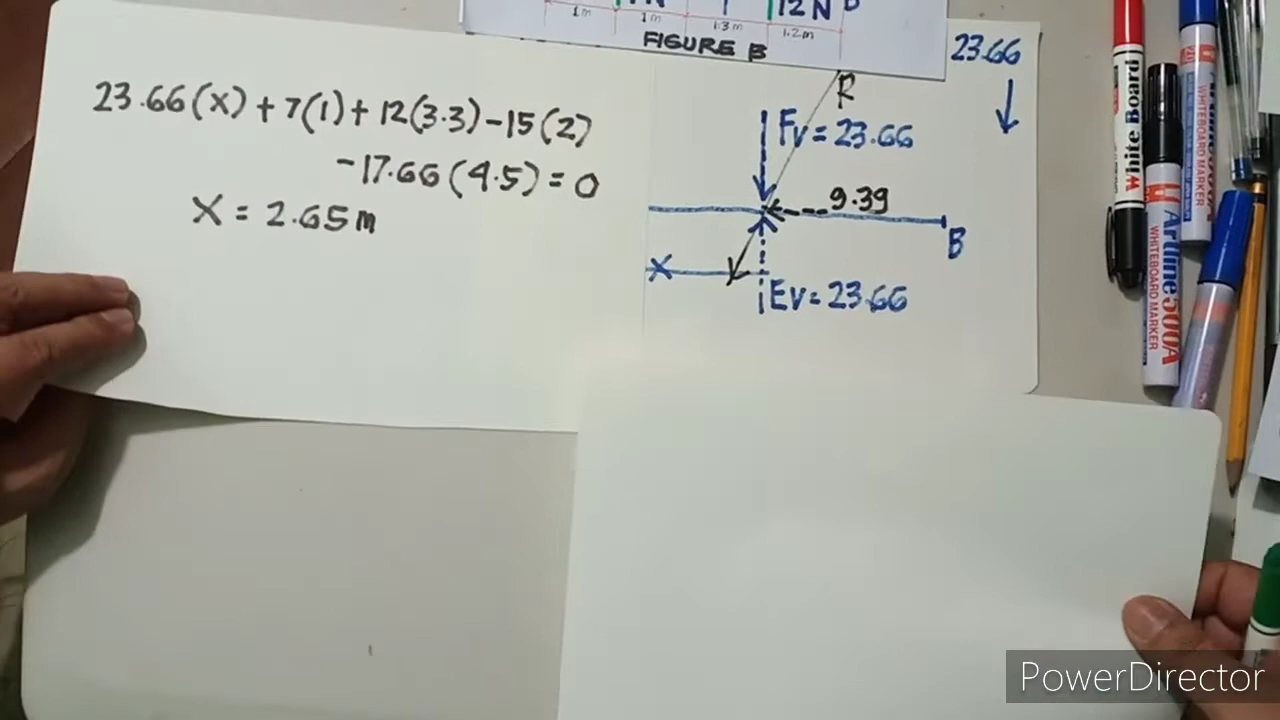 1m
1m
1.3m
12N
1.2m
FIGURE B
23.66
23.66(x) + 7(1) + 12(3.3) - 15(2)
-17.66(4.5) = 0
X = 2.65m
R
Fv = 23.66
9.39
B
X
Ev = 23.66
White Board
WHITEBOARD MARKER
Artline 500A
WHITEBOARD MARKER
PowerDirector